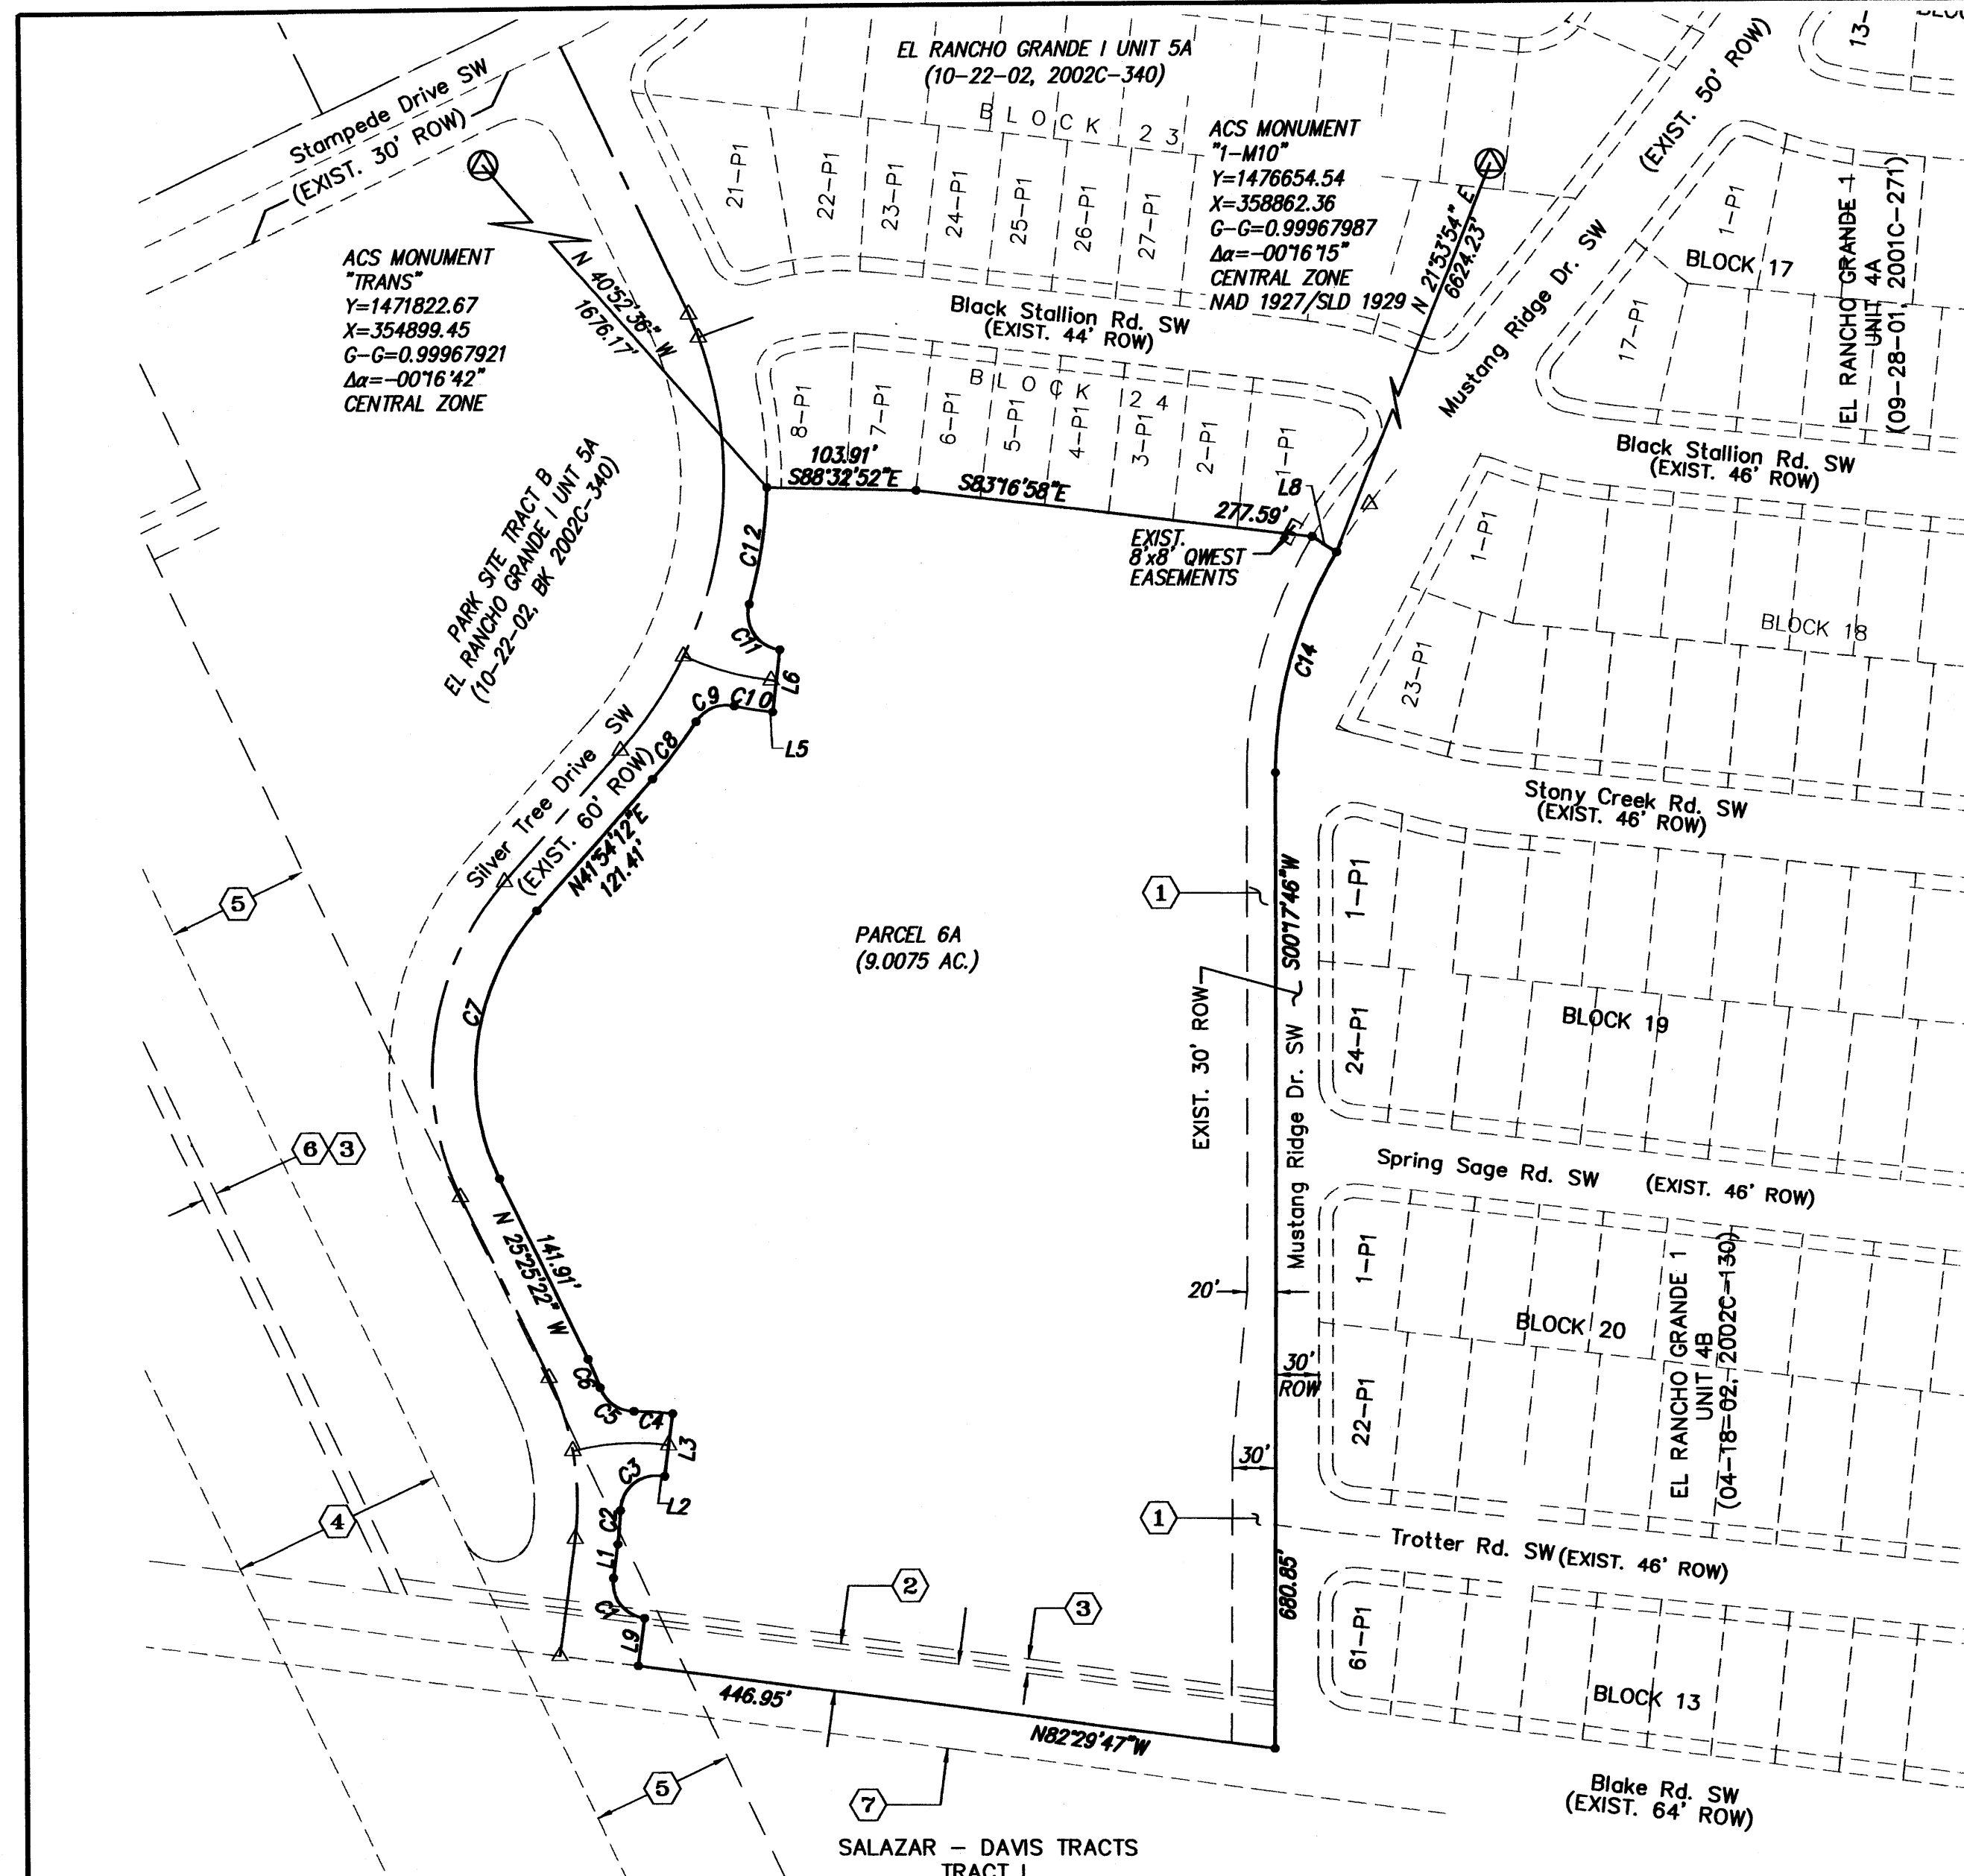 EL RANCHO GRANDE I UNIT 5A
(10-22-02, 2002C-340)
BLOCK 23
21-P1
22-P1
23-P1
24-P1
25-P1
26-P1
27-P1
Stampede Drive SW
(EXIST. 30' ROW)
ACS MONUMENT
"TRANS"
Y=1471822.67
X=354899.45
G-G=0.99967921
Δα=-00°16'42"
CENTRAL ZONE
N 40°52'36" W
1676.17'
ACS MONUMENT
"1-M10"
Y=1476654.54
X=358862.36
G-G=0.99967987
Δα=-00°16'15"
CENTRAL ZONE
NAD 1927/SLD 1929
N 21°53'54" E
6624.23'
Mustang Ridge Dr. SW
(EXIST. 50' ROW)
13-
1-P1
BLOCK 17
17-P1
EL RANCHO GRANDE 1
UNIT 4A
(09-28-01, 2001C-271)
Black Stallion Rd. SW
(EXIST. 44' ROW)
BLOCK 24
8-P1
7-P1
6-P1
5-P1
4-P1
3-P1
2-P1
1-P1
103.91'
S88°32'52"E
S83°16'58"E
277.59'
L8
EXIST.
8'x8' QWEST
EASEMENTS
Black Stallion Rd. SW
(EXIST. 46' ROW)
1-P1
BLOCK 18
23-P1
PARK SITE TRACT B
EL RANCHO GRANDE I UNIT 5A
(10-22-02, BK 2002C-340)
C12
C11
L6
C10
C9
L5
C8
C14
Silver Tree Drive SW
(EXIST. 60' ROW)
N41°54'12"E
121.41'
Stony Creek Rd. SW
(EXIST. 46' ROW)
5
1
PARCEL 6A
(9.0075 AC.)
S00°17'46"W
EXIST. 30' ROW
Mustang Ridge Dr. SW
1-P1
24-P1
BLOCK 19
C7
6
3
Spring Sage Rd. SW
(EXIST. 46' ROW)
141.91'
N 25°25'22" W
20'
30'
ROW
1-P1
22-P1
BLOCK 20
EL RANCHO GRANDE 1
UNIT 4B
(04-18-02, 2002C-130)
C6
C5
C4
L3
C3
L2
30'
4
C2
L1
1
Trotter Rd. SW (EXIST. 46' ROW)
2
3
C1
L9
680.85'
61-P1
BLOCK 13
446.95'
N82°29'47"W
5
7
Blake Rd. SW
(EXIST. 64' ROW)
SALAZAR - DAVIS TRACTS
TRACT